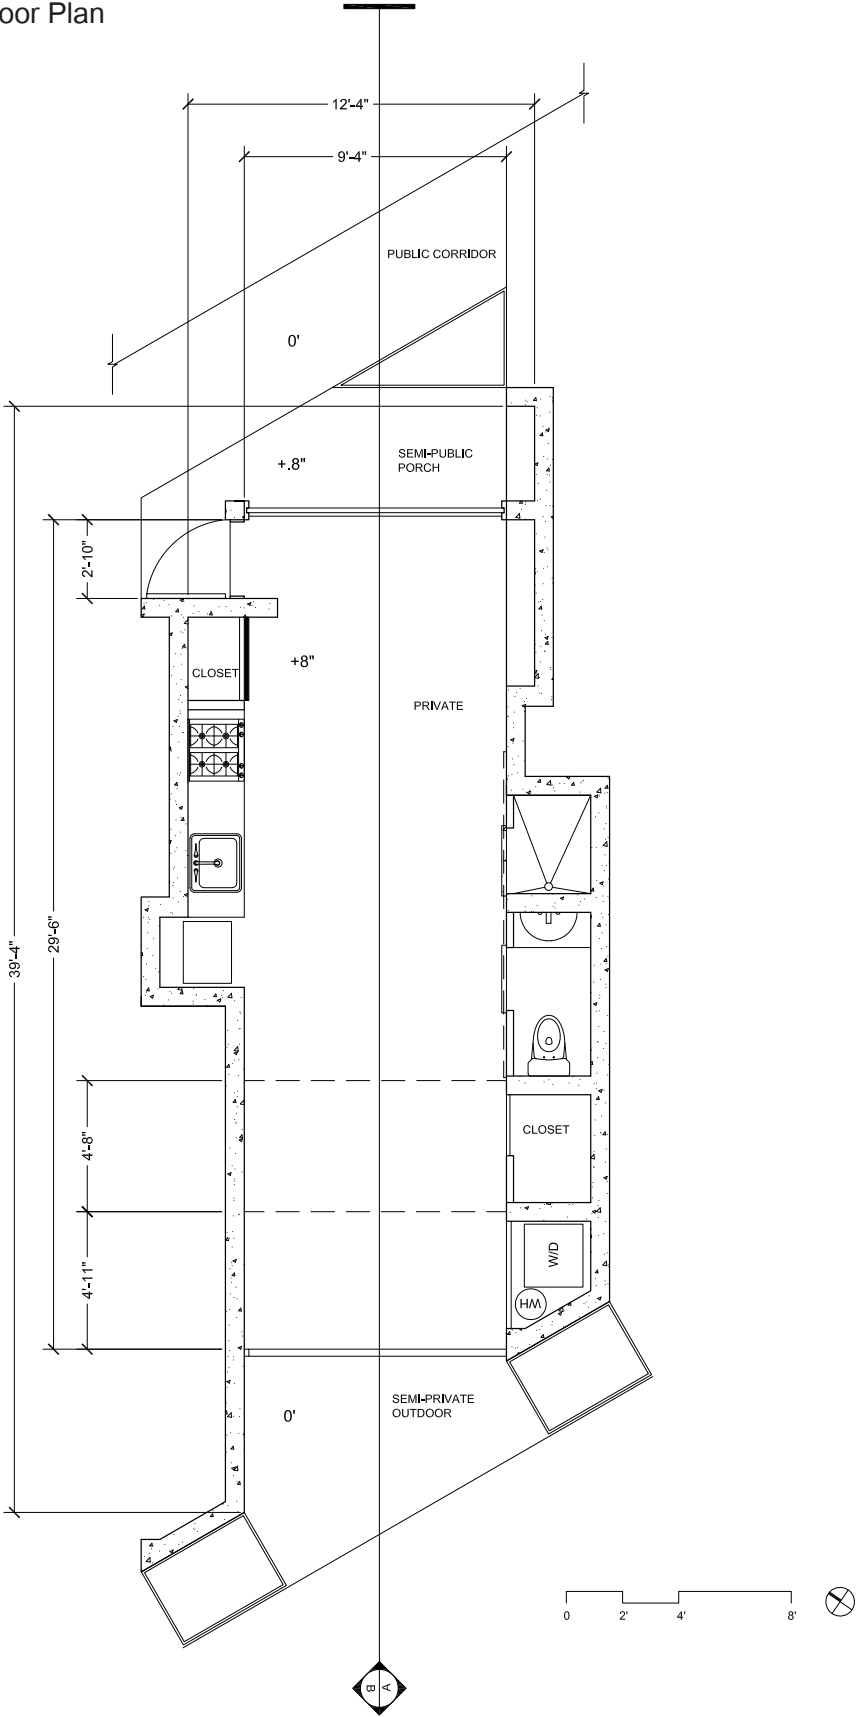 oor Plan
12'-4"
9'-4"
PUBLIC CORRIDOR
0'
+.8"
SEMI-PUBLIC
PORCH
2'-10"
CLOSET
+8"
PRIVATE
39'-4"
29'-6"
4'-8"
CLOSET
4'-11"
W/D
WH
0'
SEMI-PRIVATE
OUTDOOR
0 2' 4' 8'
A
B